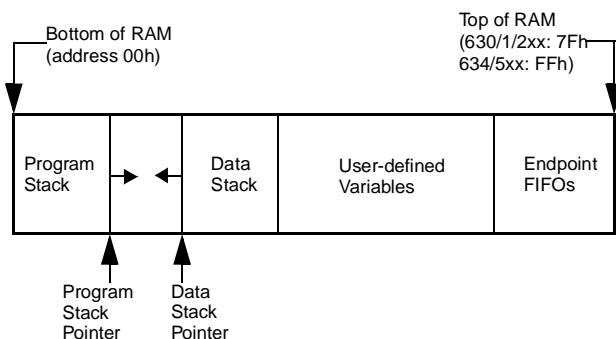 Bottom of RAM
(address 00h)
Top of RAM
(630/1/2xx: 7Fh
634/5xx: FFh)
Program
Stack
Data
Stack
User-defined
Variables
Endpoint
FIFOs
Program
Stack
Pointer
Data
Stack
Pointer